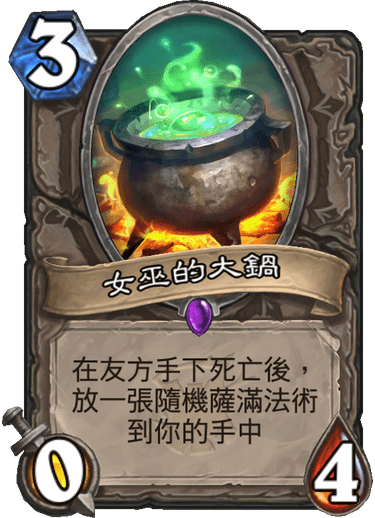 3
女巫的大鍋
在友方手下死亡後，
放一張隨機薩滿法術
到你的手中
0
4